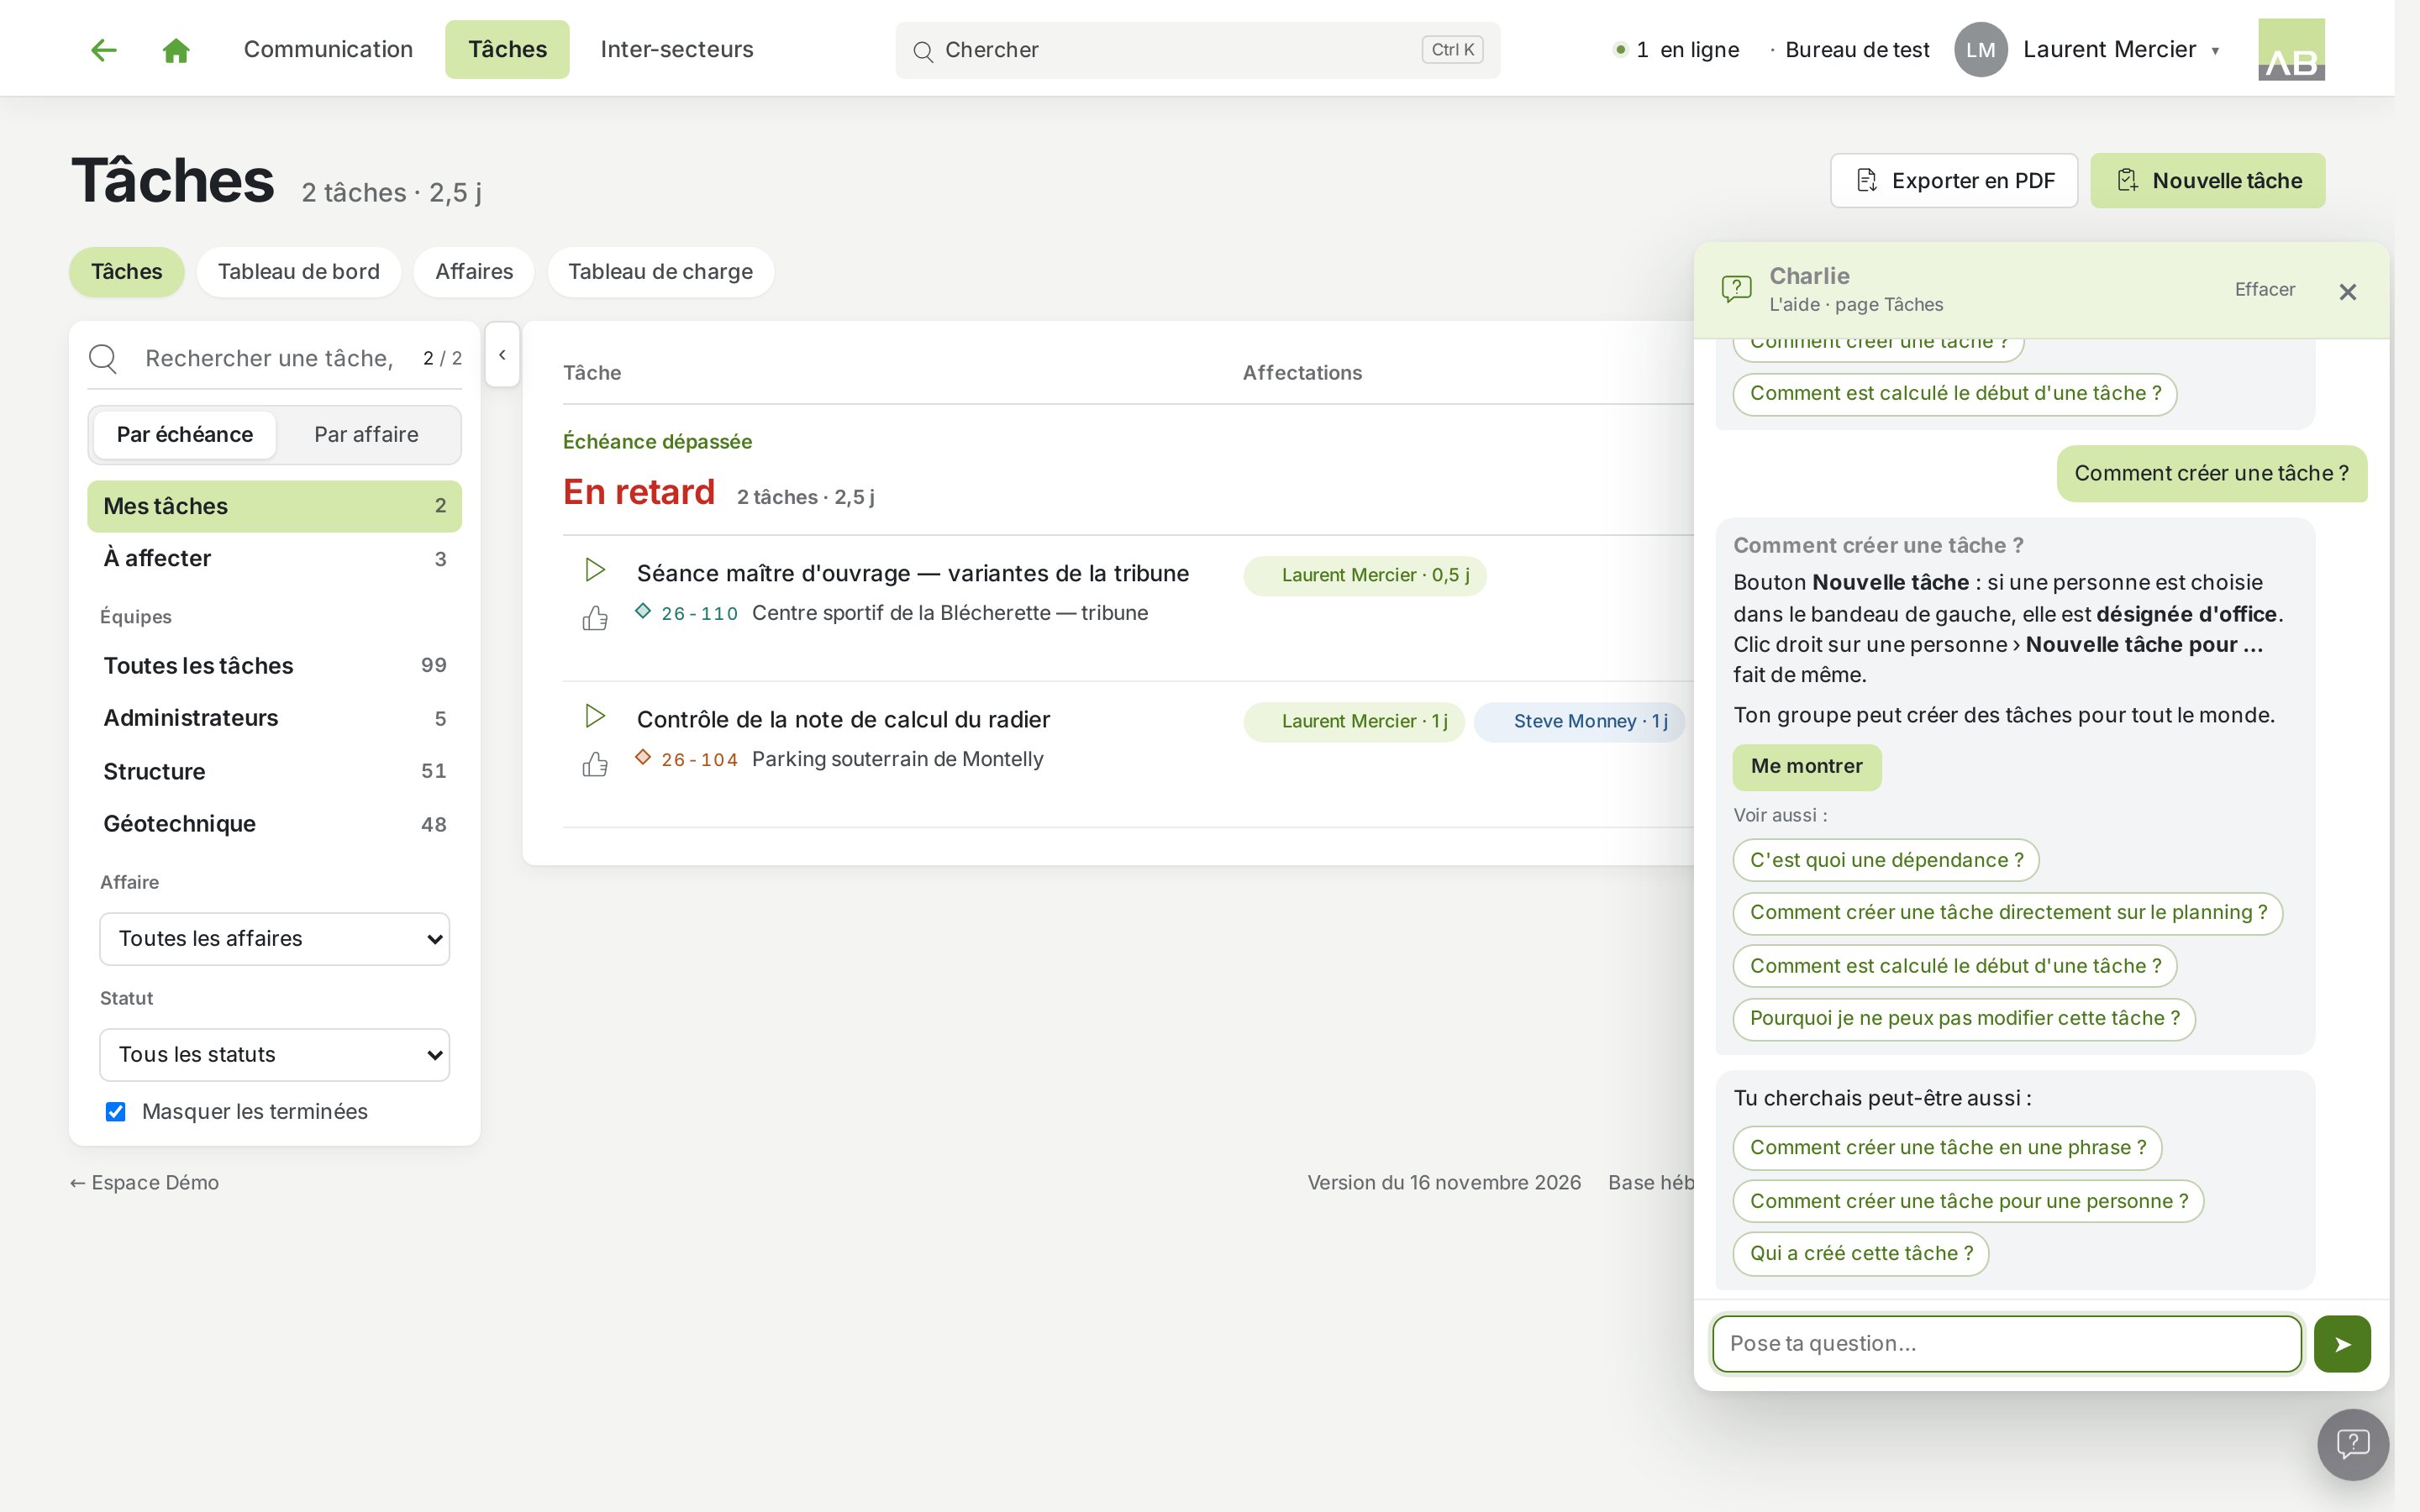 Communication
Tâches
Inter-secteurs
Chercher
Ctrl K
1 en ligne
· Bureau de test
LM
Laurent Mercier
AB
Tâches
2 tâches · 2,5 j
Exporter en PDF
Nouvelle tâche
Tâches
Tableau de bord
Affaires
Tableau de charge
Rechercher une tâche,
2 / 2
Par échéance
Par affaire
Mes tâches
2
À affecter
3
Équipes
Toutes les tâches
99
Administrateurs
5
Structure
51
Géotechnique
48
Affaire
Toutes les affaires
Statut
Tous les statuts
Masquer les terminées
Tâche
Affectations
Échéance dépassée
En retard
2 tâches · 2,5 j
Séance maître d'ouvrage — variantes de la tribune
26-110 Centre sportif de la Blécherette — tribune
Laurent Mercier · 0,5 j
Contrôle de la note de calcul du radier
26-104 Parking souterrain de Montelly
Laurent Mercier · 1 j
Steve Monney · 1 j
← Espace Démo
Version du 16 novembre 2026
Base héb
Charlie
L'aide · page Tâches
Effacer
Comment créer une tâche ?
Comment est calculé le début d'une tâche ?
Comment créer une tâche ?
Comment créer une tâche ?
Bouton Nouvelle tâche : si une personne est choisie
dans le bandeau de gauche, elle est désignée d'office.
Clic droit sur une personne › Nouvelle tâche pour …
fait de même.
Ton groupe peut créer des tâches pour tout le monde.
Me montrer
Voir aussi :
C'est quoi une dépendance ?
Comment créer une tâche directement sur le planning ?
Comment est calculé le début d'une tâche ?
Pourquoi je ne peux pas modifier cette tâche ?
Tu cherchais peut-être aussi :
Comment créer une tâche en une phrase ?
Comment créer une tâche pour une personne ?
Qui a créé cette tâche ?
Pose ta question…